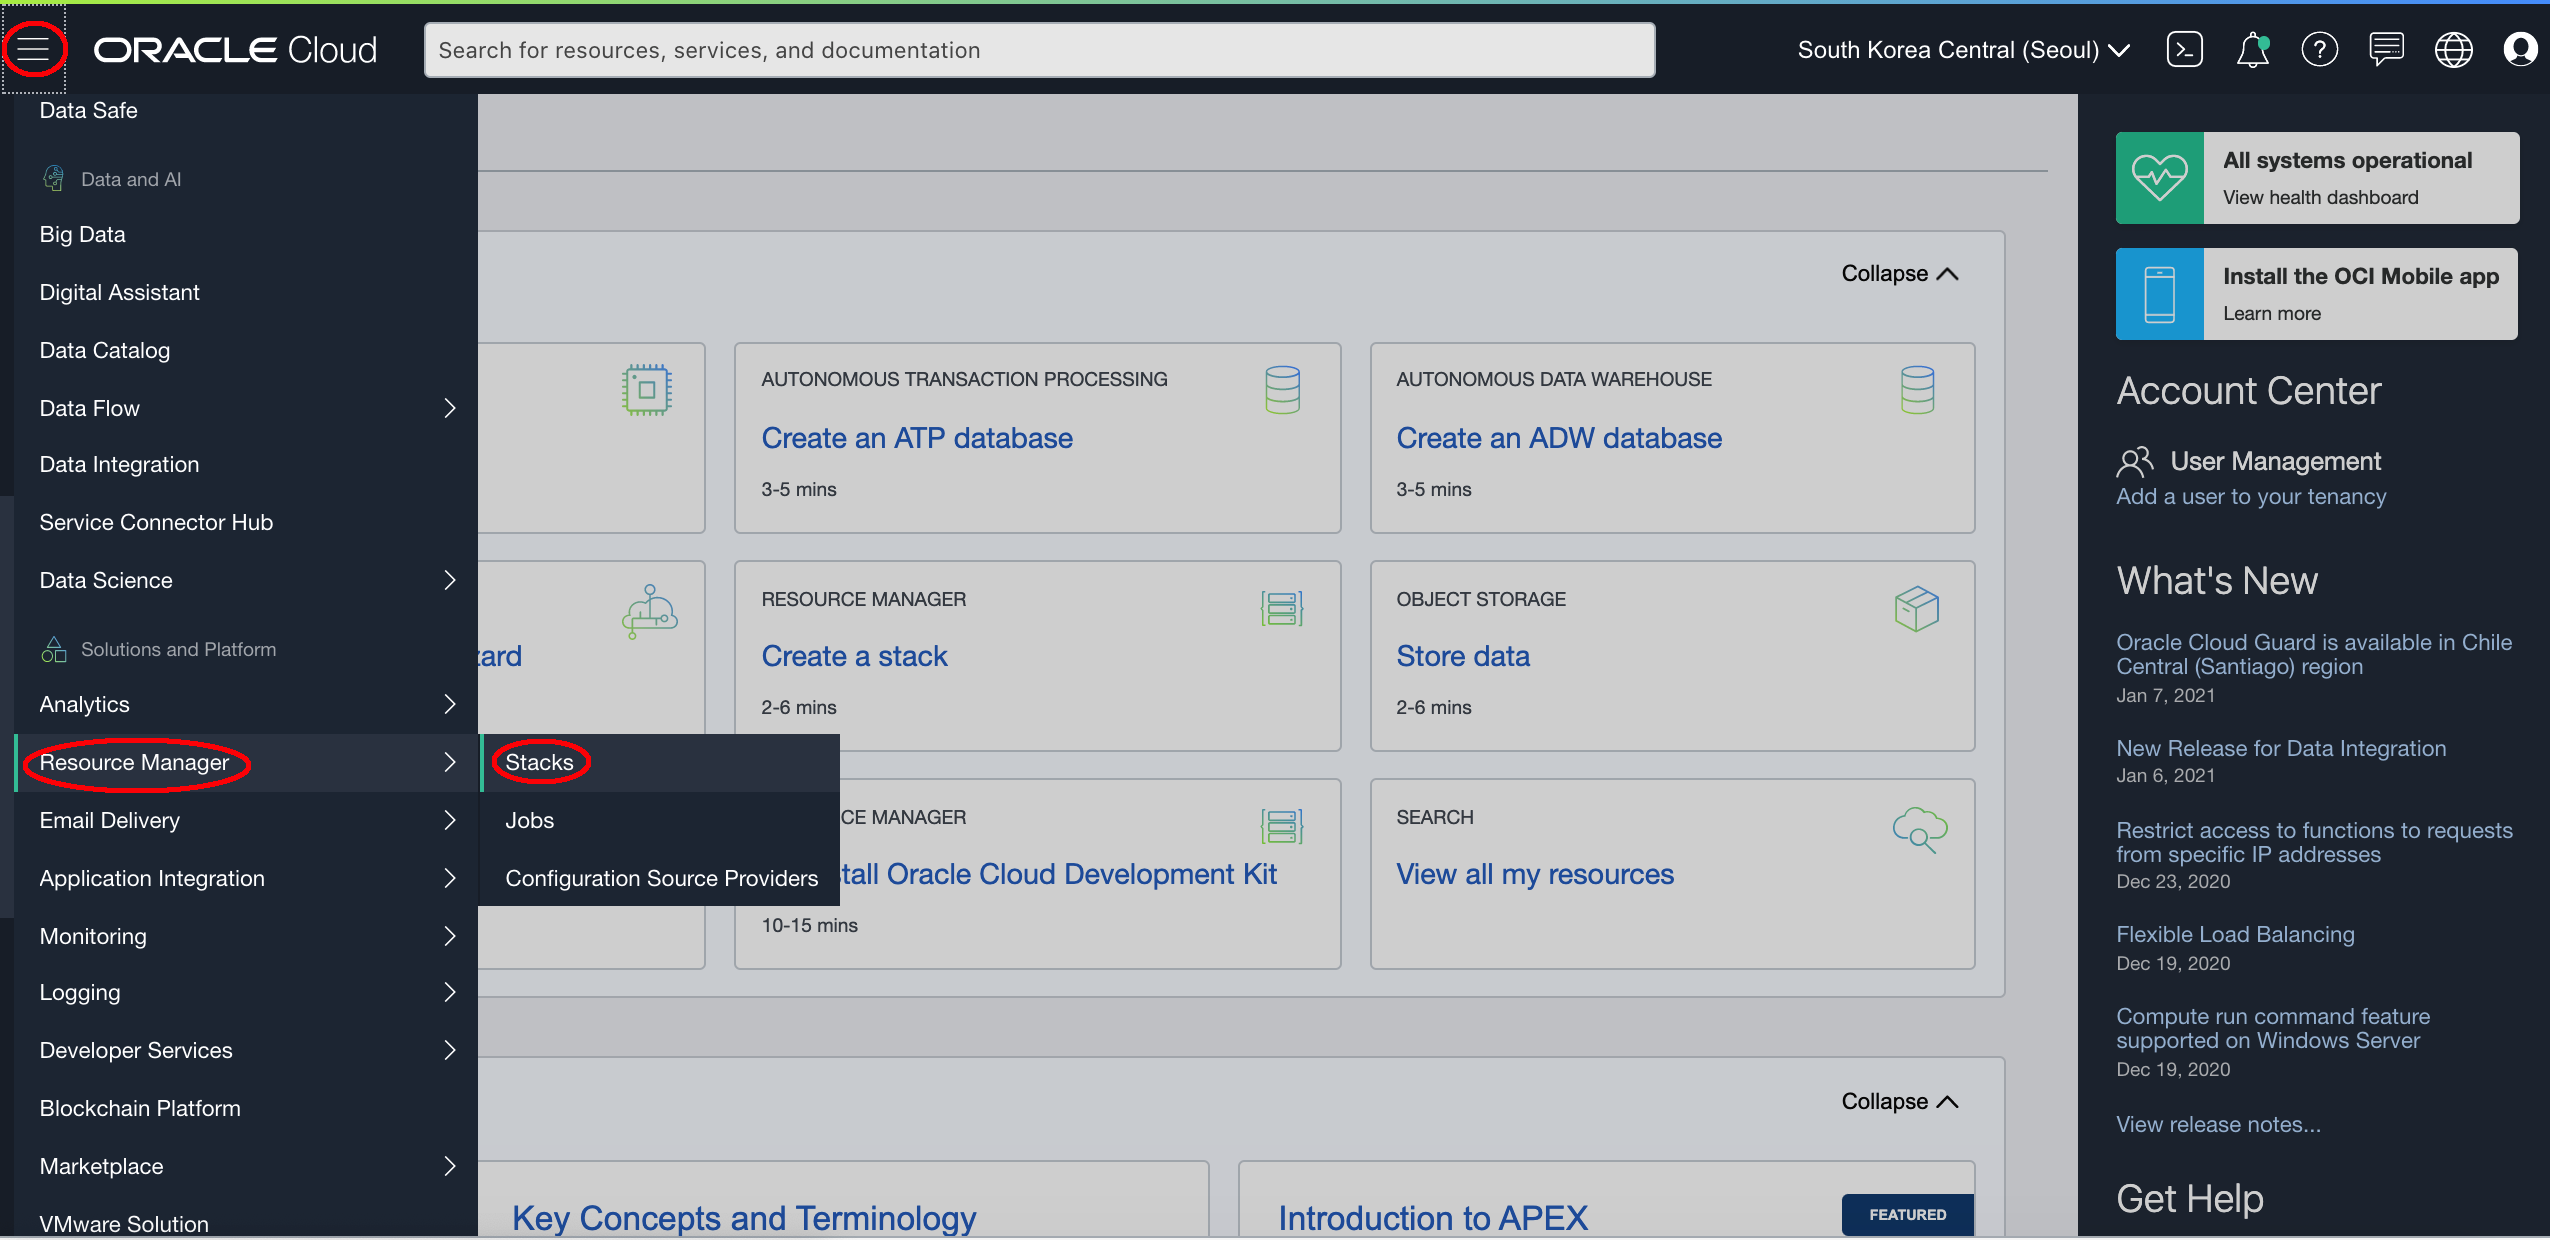 ORACLE Cloud
Search for resources, services, and documentation
South Korea Central (Seoul)
Data Safe
Data and AI
Big Data
Digital Assistant
Data Catalog
Data Flow
Data Integration
Service Connector Hub
Data Science
Solutions and Platform
Analytics
Resource Manager
Email Delivery
Application Integration
Monitoring
Logging
Developer Services
Blockchain Platform
Marketplace
VMware Solution
Stacks
Jobs
Configuration Source Providers
Collapse
AUTONOMOUS TRANSACTION PROCESSING
Create an ATP database
3-5 mins
AUTONOMOUS DATA WAREHOUSE
Create an ADW database
3-5 mins
zard
RESOURCE MANAGER
Create a stack
2-6 mins
OBJECT STORAGE
Store data
2-6 mins
CE MANAGER
tall Oracle Cloud Development Kit
10-15 mins
SEARCH
View all my resources
Collapse
Key Concepts and Terminology
Introduction to APEX
FEATURED
All systems operational
View health dashboard
Install the OCI Mobile app
Learn more
Account Center
User Management
Add a user to your tenancy
What's New
Oracle Cloud Guard is available in Chile
Central (Santiago) region
Jan 7, 2021
New Release for Data Integration
Jan 6, 2021
Restrict access to functions to requests
from specific IP addresses
Dec 23, 2020
Flexible Load Balancing
Dec 19, 2020
Compute run command feature
supported on Windows Server
Dec 19, 2020
View release notes...
Get Help